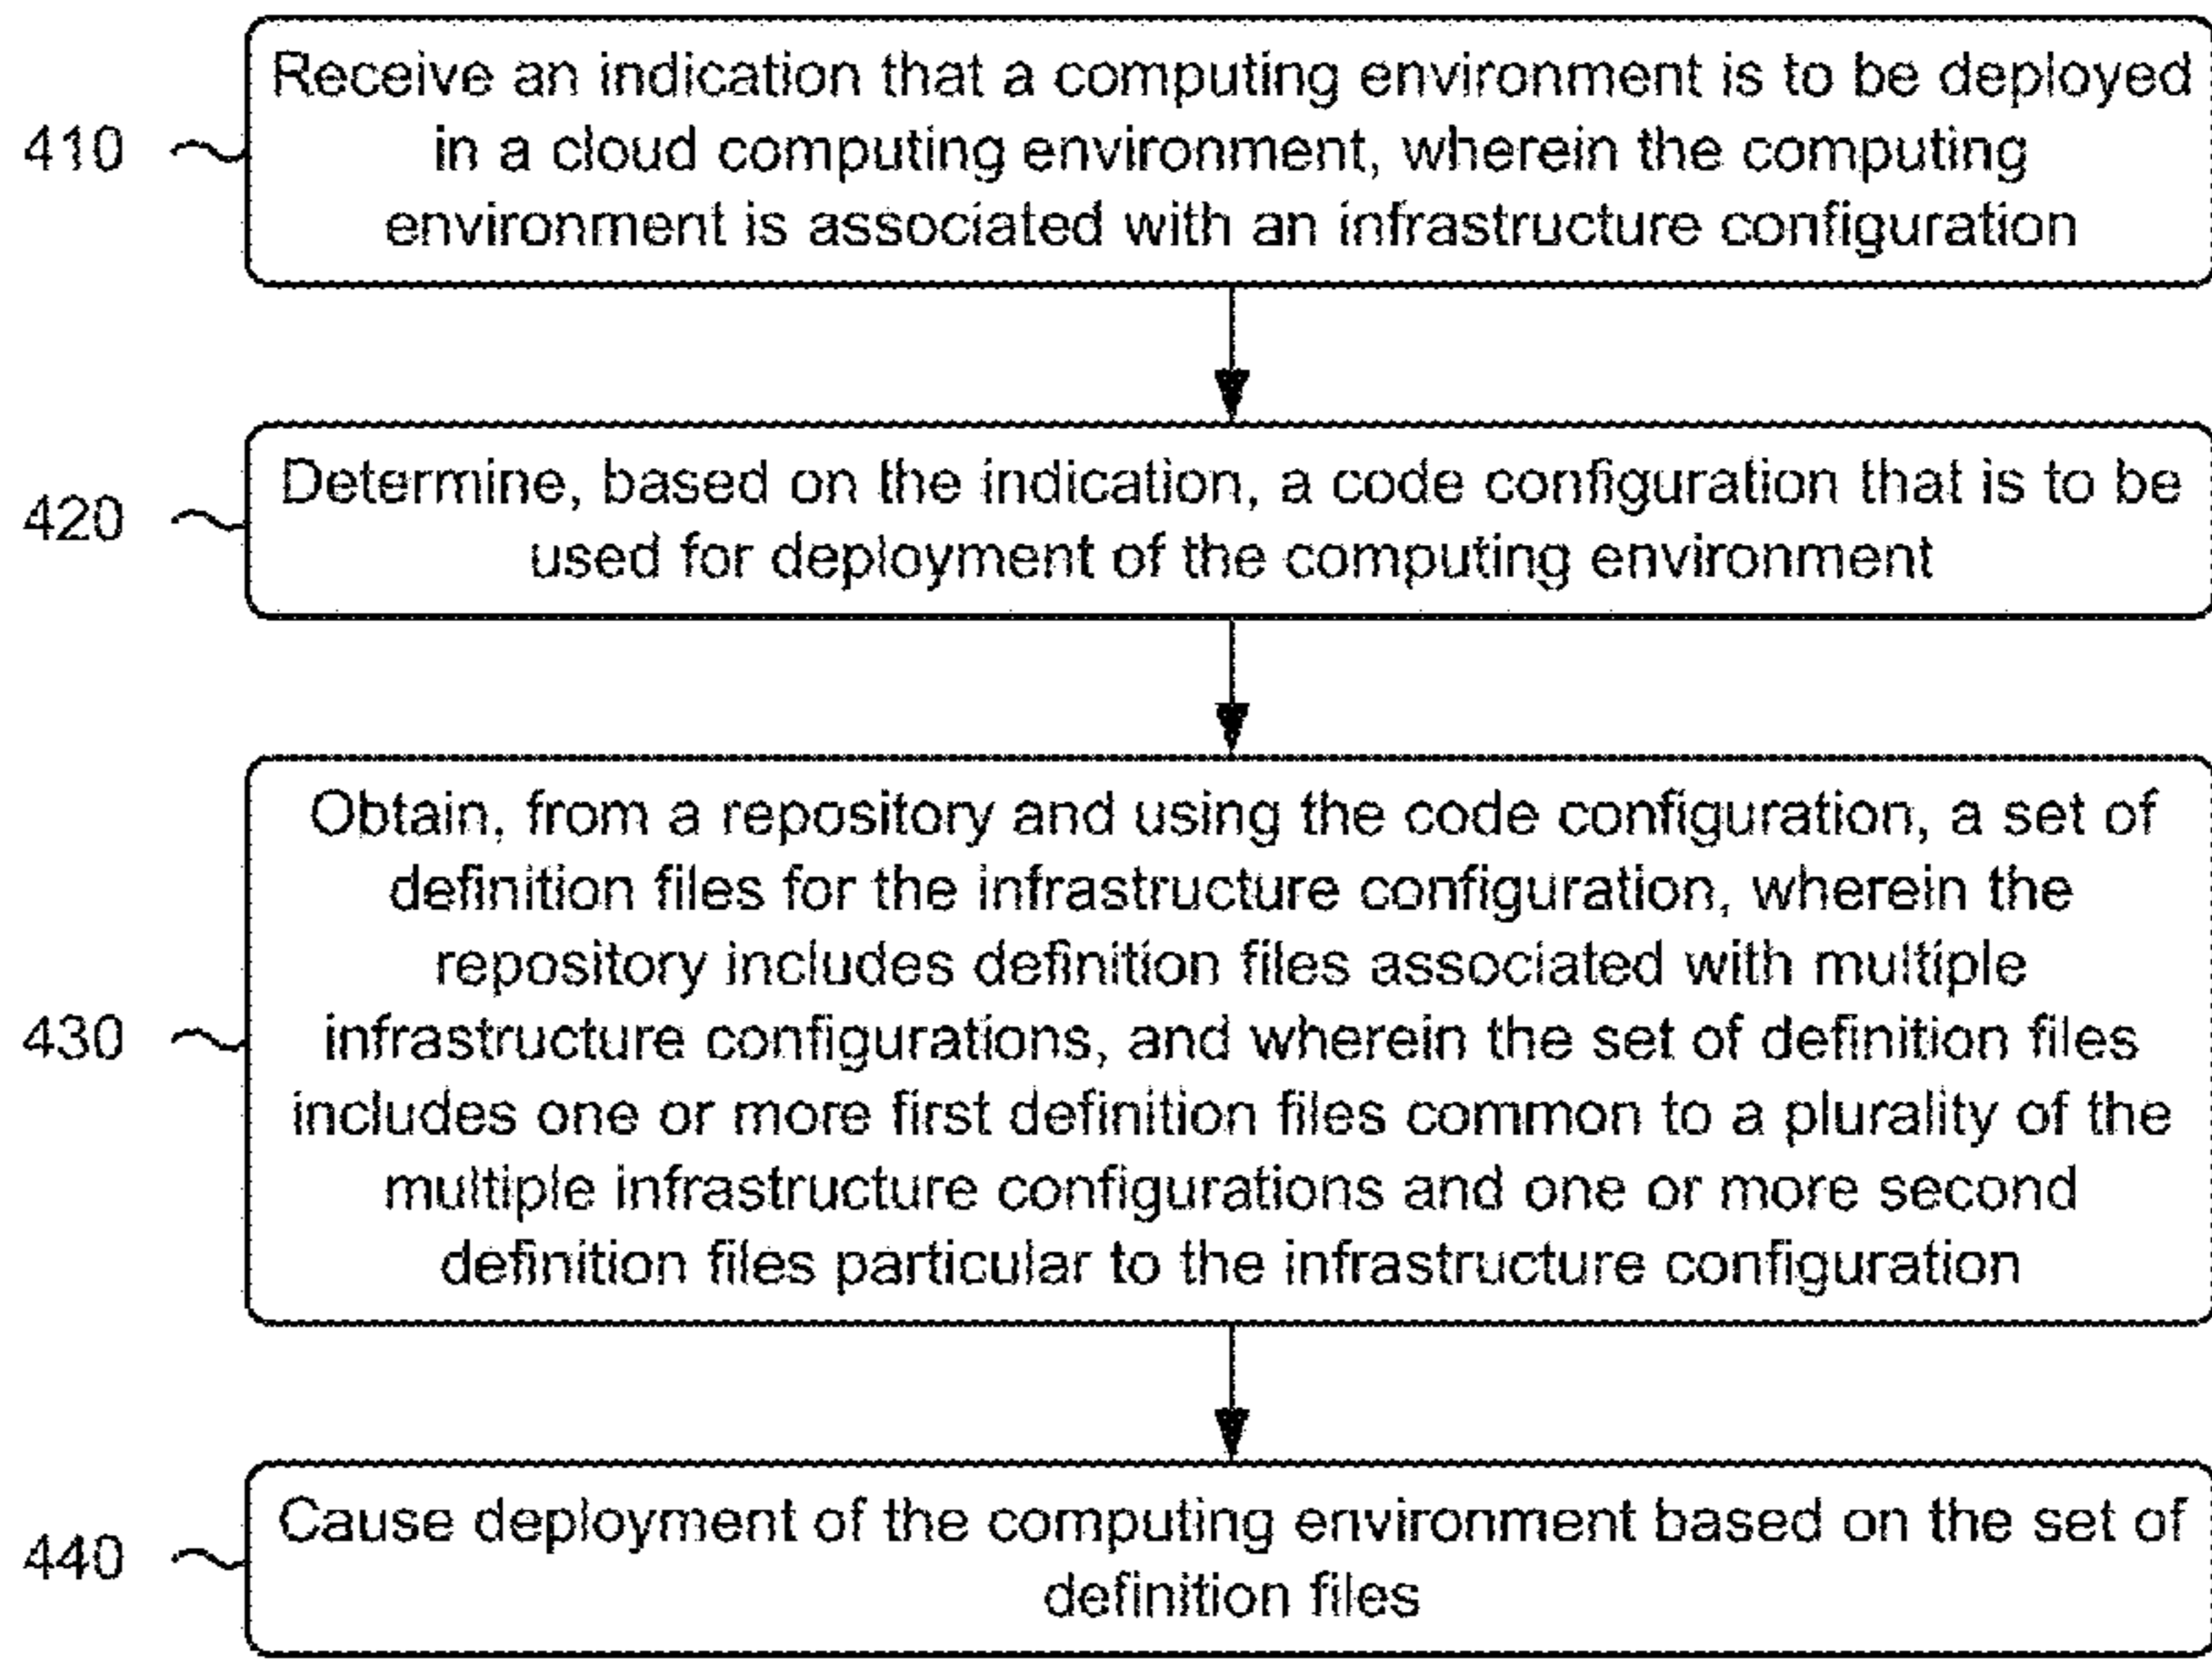 Receive an indication that a computing environment is to be deployed
410
in a cloud computing environment, wherein the computing
environment is associated with an infrastructure configuration
Determine, based on the indication, a code configuration that is to be
420
used for deployment of the computing environment
Obtain, from a repository and using the code configuration, a set of
definition files for the infrastructure configuration, wherein the
repository includes definition files associated with multiple
430
infrastructure configurations, and wherein the set of definition files
includes one or more first definition files common to a plurality of the
multiple infrastructure configurations and one or more second
definition files particular to the infrastructure configuration
Cause deployment of the computing environment based on the set of
440
definition files